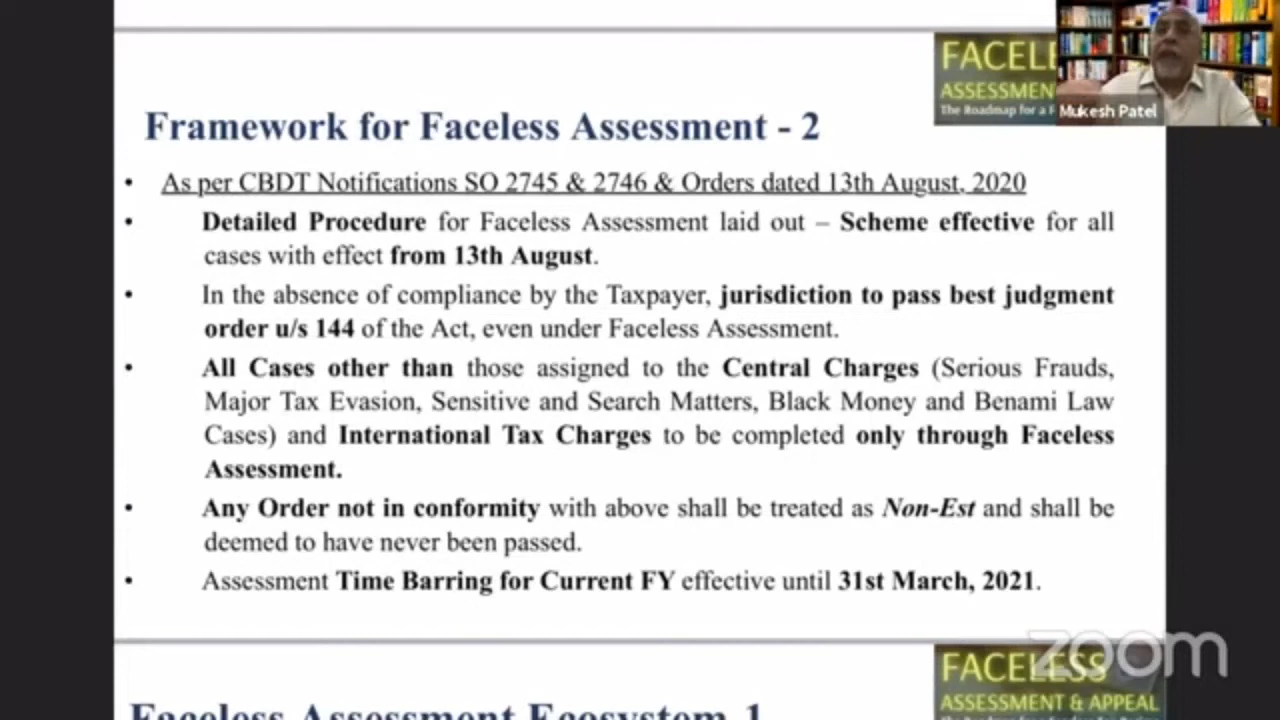 FACELE
ASSESSMEN
The Roadmap for a F
Mukesh Patel
Framework for Faceless Assessment - 2
• As per CBDT Notifications SO 2745 & 2746 & Orders dated 13th August, 2020
• Detailed Procedure for Faceless Assessment laid out – Scheme effective for all
cases with effect from 13th August.
• In the absence of compliance by the Taxpayer, jurisdiction to pass best judgment
order u/s 144 of the Act, even under Faceless Assessment.
• All Cases other than those assigned to the Central Charges (Serious Frauds,
Major Tax Evasion, Sensitive and Search Matters, Black Money and Benami Law
Cases) and International Tax Charges to be completed only through Faceless
Assessment.
• Any Order not in conformity with above shall be treated as Non-Est and shall be
deemed to have never been passed.
• Assessment Time Barring for Current FY effective until 31st March, 2021.
zoom
FACELESS
ASSESSMENT & APPEAL
Faceless Assessment Ecosystem-1